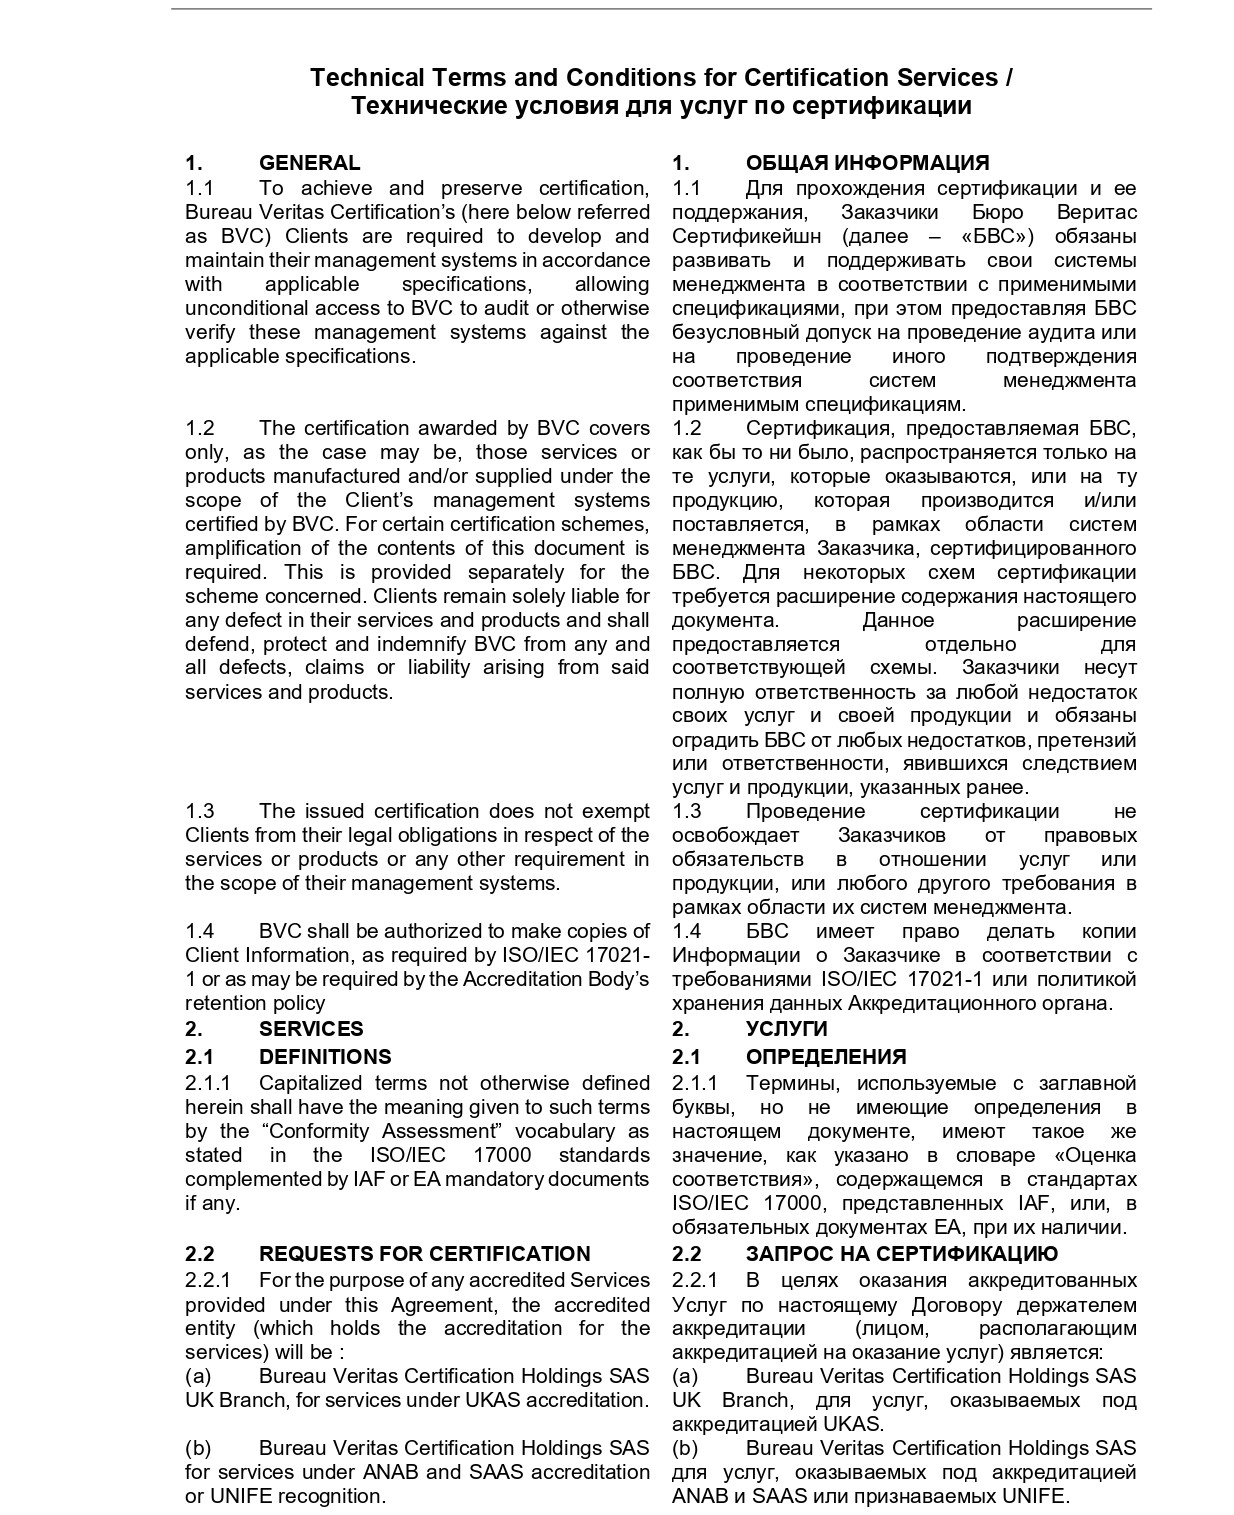 Technical Terms and Conditions for Certification Services /
Технические условия для услуг по сертификации
1. GENERAL
1.1 To achieve and preserve certification,
Bureau Veritas Certification’s (here below referred
as BVC) Clients are required to develop and
maintain their management systems in accordance
with applicable specifications, allowing
unconditional access to BVC to audit or otherwise
verify these management systems against the
applicable specifications.
1.2 The certification awarded by BVC covers
only, as the case may be, those services or
products manufactured and/or supplied under the
scope of the Client’s management systems
certified by BVC. For certain certification schemes,
amplification of the contents of this document is
required. This is provided separately for the
scheme concerned. Clients remain solely liable for
any defect in their services and products and shall
defend, protect and indemnify BVC from any and
all defects, claims or liability arising from said
services and products.
1.3 The issued certification does not exempt
Clients from their legal obligations in respect of the
services or products or any other requirement in
the scope of their management systems.
1.4 BVC shall be authorized to make copies of
Client Information, as required by ISO/IEC 17021-
1 or as may be required by the Accreditation Body’s
retention policy
2. SERVICES
2.1 DEFINITIONS
2.1.1 Capitalized terms not otherwise defined
herein shall have the meaning given to such terms
by the “Conformity Assessment” vocabulary as
stated in the ISO/IEC 17000 standards
complemented by IAF or EA mandatory documents
if any.
2.2 REQUESTS FOR CERTIFICATION
2.2.1 For the purpose of any accredited Services
provided under this Agreement, the accredited
entity (which holds the accreditation for the
services) will be :
(a) Bureau Veritas Certification Holdings SAS
UK Branch, for services under UKAS accreditation.
(b) Bureau Veritas Certification Holdings SAS
for services under ANAB and SAAS accreditation
or UNIFE recognition.
1. ОБЩАЯ ИНФОРМАЦИЯ
1.1 Для прохождения сертификации и ее
поддержания, Заказчики Бюро Веритас
Сертификейшн (далее – «БВС») обязаны
развивать и поддерживать свои системы
менеджмента в соответствии с применимыми
спецификациями, при этом предоставляя БВС
безусловный допуск на проведение аудита или
на проведение иного подтверждения
соответствия систем менеджмента
применимым спецификациям.
1.2 Сертификация, предоставляемая БВС,
как бы то ни было, распространяется только на
те услуги, которые оказываются, или на ту
продукцию, которая производится и/или
поставляется, в рамках области систем
менеджмента Заказчика, сертифицированного
БВС. Для некоторых схем сертификации
требуется расширение содержания настоящего
документа. Данное расширение
предоставляется отдельно для
соответствующей схемы. Заказчики несут
полную ответственность за любой недостаток
своих услуг и своей продукции и обязаны
оградить БВС от любых недостатков, претензий
или ответственности, явившихся следствием
услуг и продукции, указанных ранее.
1.3 Проведение сертификации не
освобождает Заказчиков от правовых
обязательств в отношении услуг или
продукции, или любого другого требования в
рамках области их систем менеджмента.
1.4 БВС имеет право делать копии
Информации о Заказчике в соответствии с
требованиями ISO/IEC 17021-1 или политикой
хранения данных Аккредитационного органа.
2. УСЛУГИ
2.1 ОПРЕДЕЛЕНИЯ
2.1.1 Термины, используемые с заглавной
буквы, но не имеющие определения в
настоящем документе, имеют такое же
значение, как указано в словаре «Оценка
соответствия», содержащемся в стандартах
ISO/IEC 17000, представленных IAF, или, в
обязательных документах EA, при их наличии.
2.2 ЗАПРОС НА СЕРТИФИКАЦИЮ
2.2.1 В целях оказания аккредитованных
Услуг по настоящему Договору держателем
аккредитации (лицом, располагающим
аккредитацией на оказание услуг) является:
(a) Bureau Veritas Certification Holdings SAS
UK Branch, для услуг, оказываемых под
аккредитацией UKAS.
(b) Bureau Veritas Certification Holdings SAS
для услуг, оказываемых под аккредитацией
ANAB и SAAS или признаваемых UNIFE.